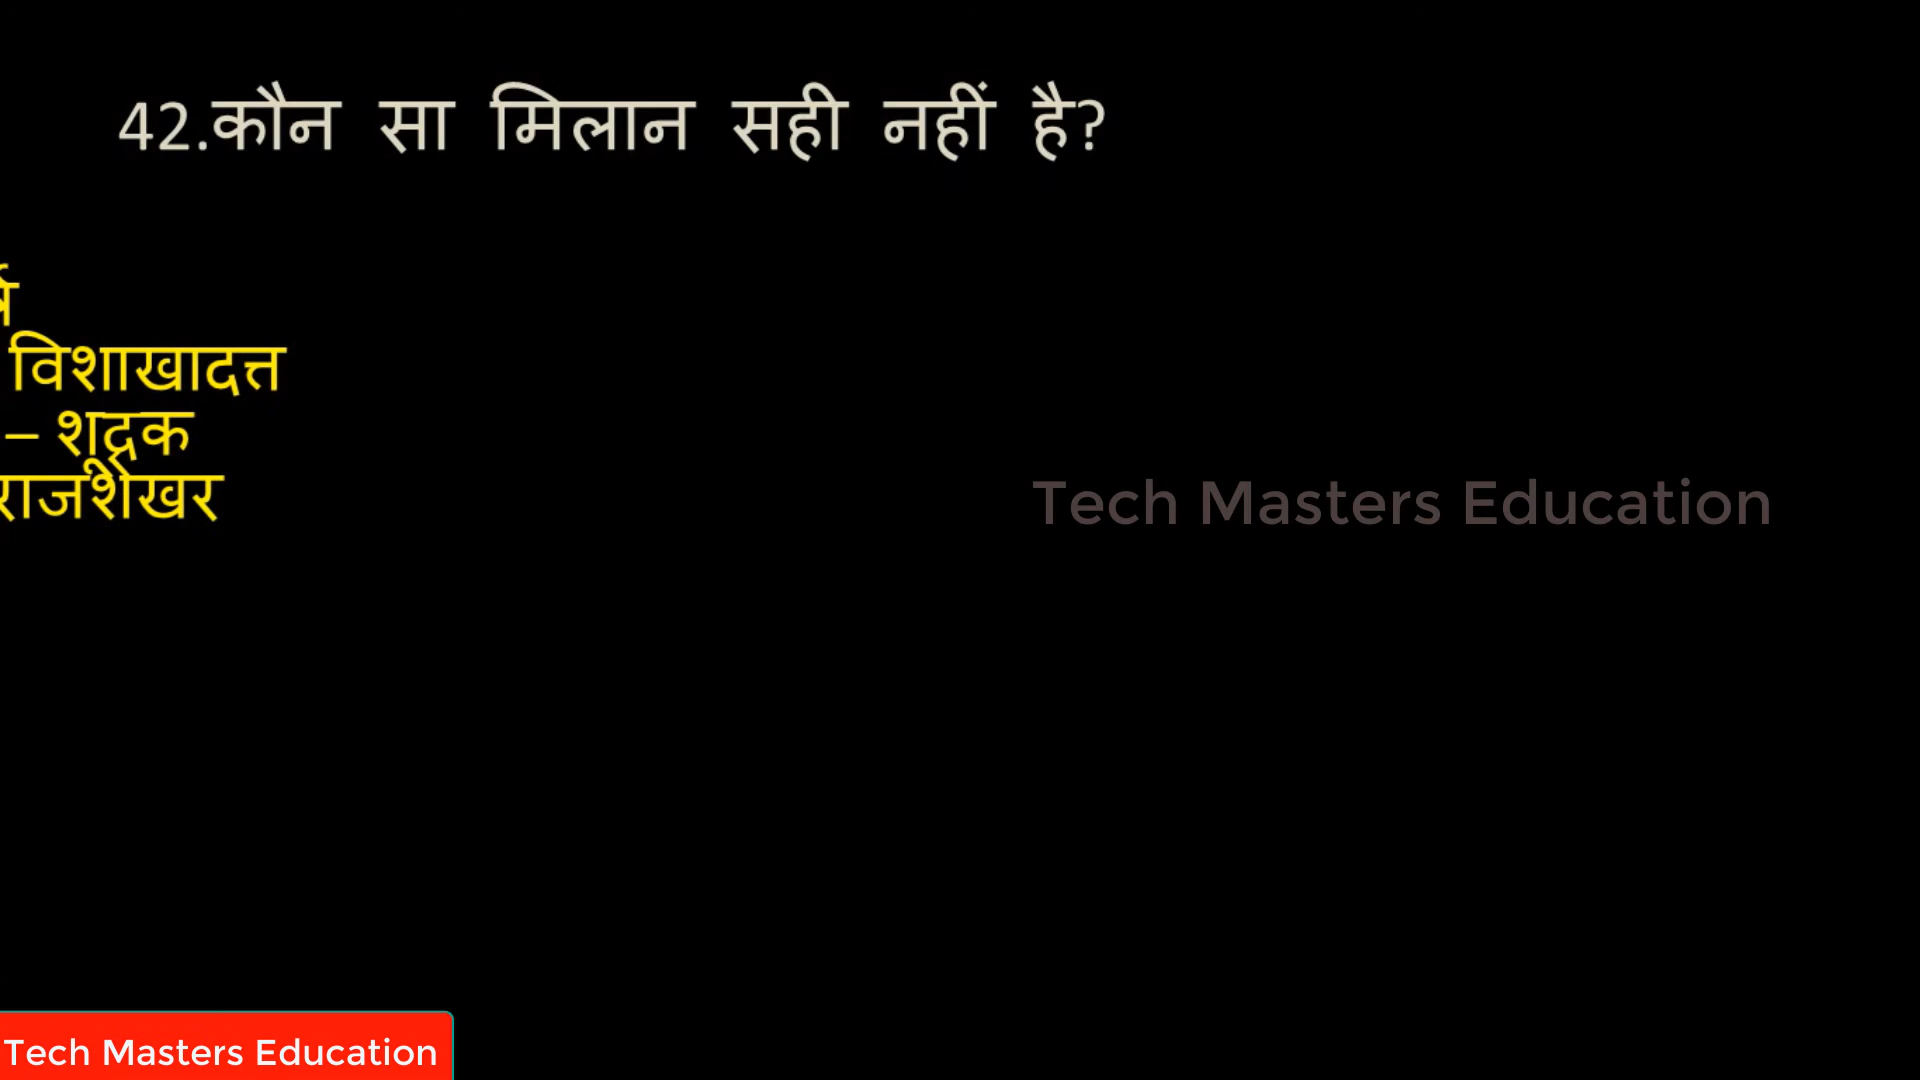 42.कौन सा मिलान सही नहीं है?
विशाखादत्त
– शूद्रक
राजशेखर
Tech Masters Education
Tech Masters Education